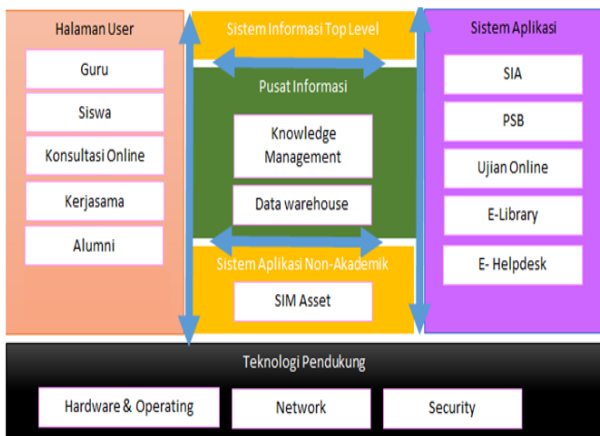 Halaman User
Guru
Siswa
Konsultasi Online
Kerjasama
Alumni
Sistem Informasi Top Level
Pusat Informasi
Knowledge
Management
Data warehouse
Sistem Aplikasi Non-Akademik
SIM Asset
Sistem Aplikasi
SIA
PSB
Ujian Online
E-Library
E- Helpdesk
Teknologi Pendukung
Hardware & Operating
Network
Security